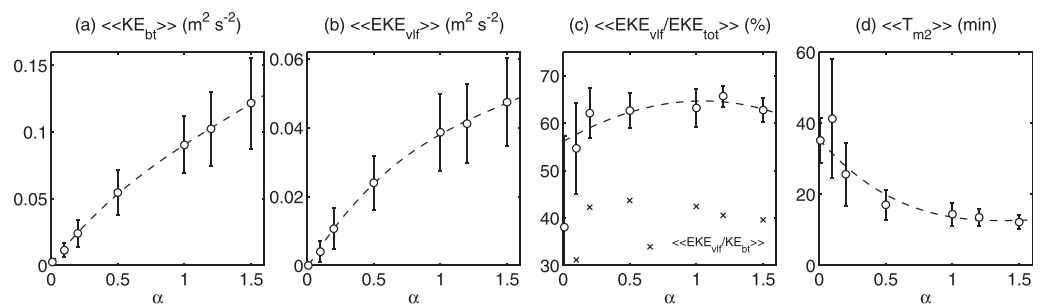 (a) <<KE_bt>> (m² s⁻²)
0.15
0.1
0.05
0
0 0.5 1 1.5
α
(b) <<EKE_vlf>> (m² s⁻²)
0.06
0.04
0.02
0
0 0.5 1 1.5
α
(c) <<EKE_vlf/EKE_tot>> (%)
70
60
50
40
30
<<EKE_vlf/KE_bt>>
0 0.5 1 1.5
α
(d) <<T_m2>> (min)
60
40
20
0
0 0.5 1 1.5
α